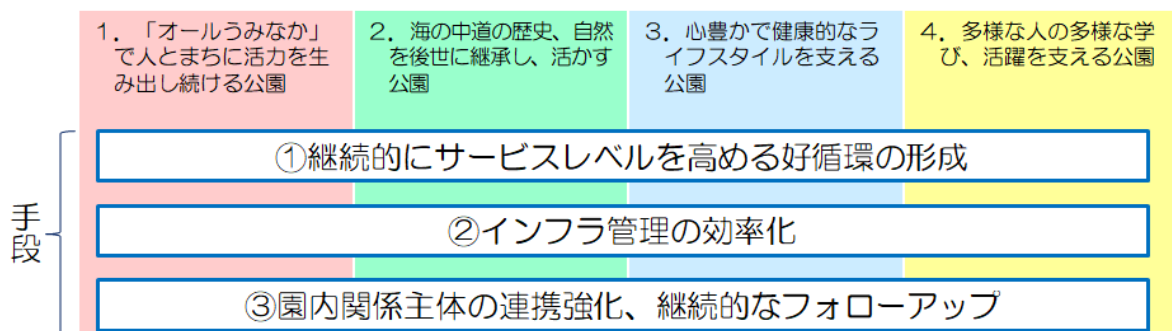 1．「オールうみなか」
で人とまちに活力を生
み出し続ける公園
2．海の中道の歴史、自然
を後世に継承し、活かす
公園
3．心豊かで健康的なラ
イフスタイルを支える
公園
4．多様な人の多様な学
び、活躍を支える公園
手段
①継続的にサービスレベルを高める好循環の形成
②インフラ管理の効率化
③園内関係主体の連携強化、継続的なフォローアップ